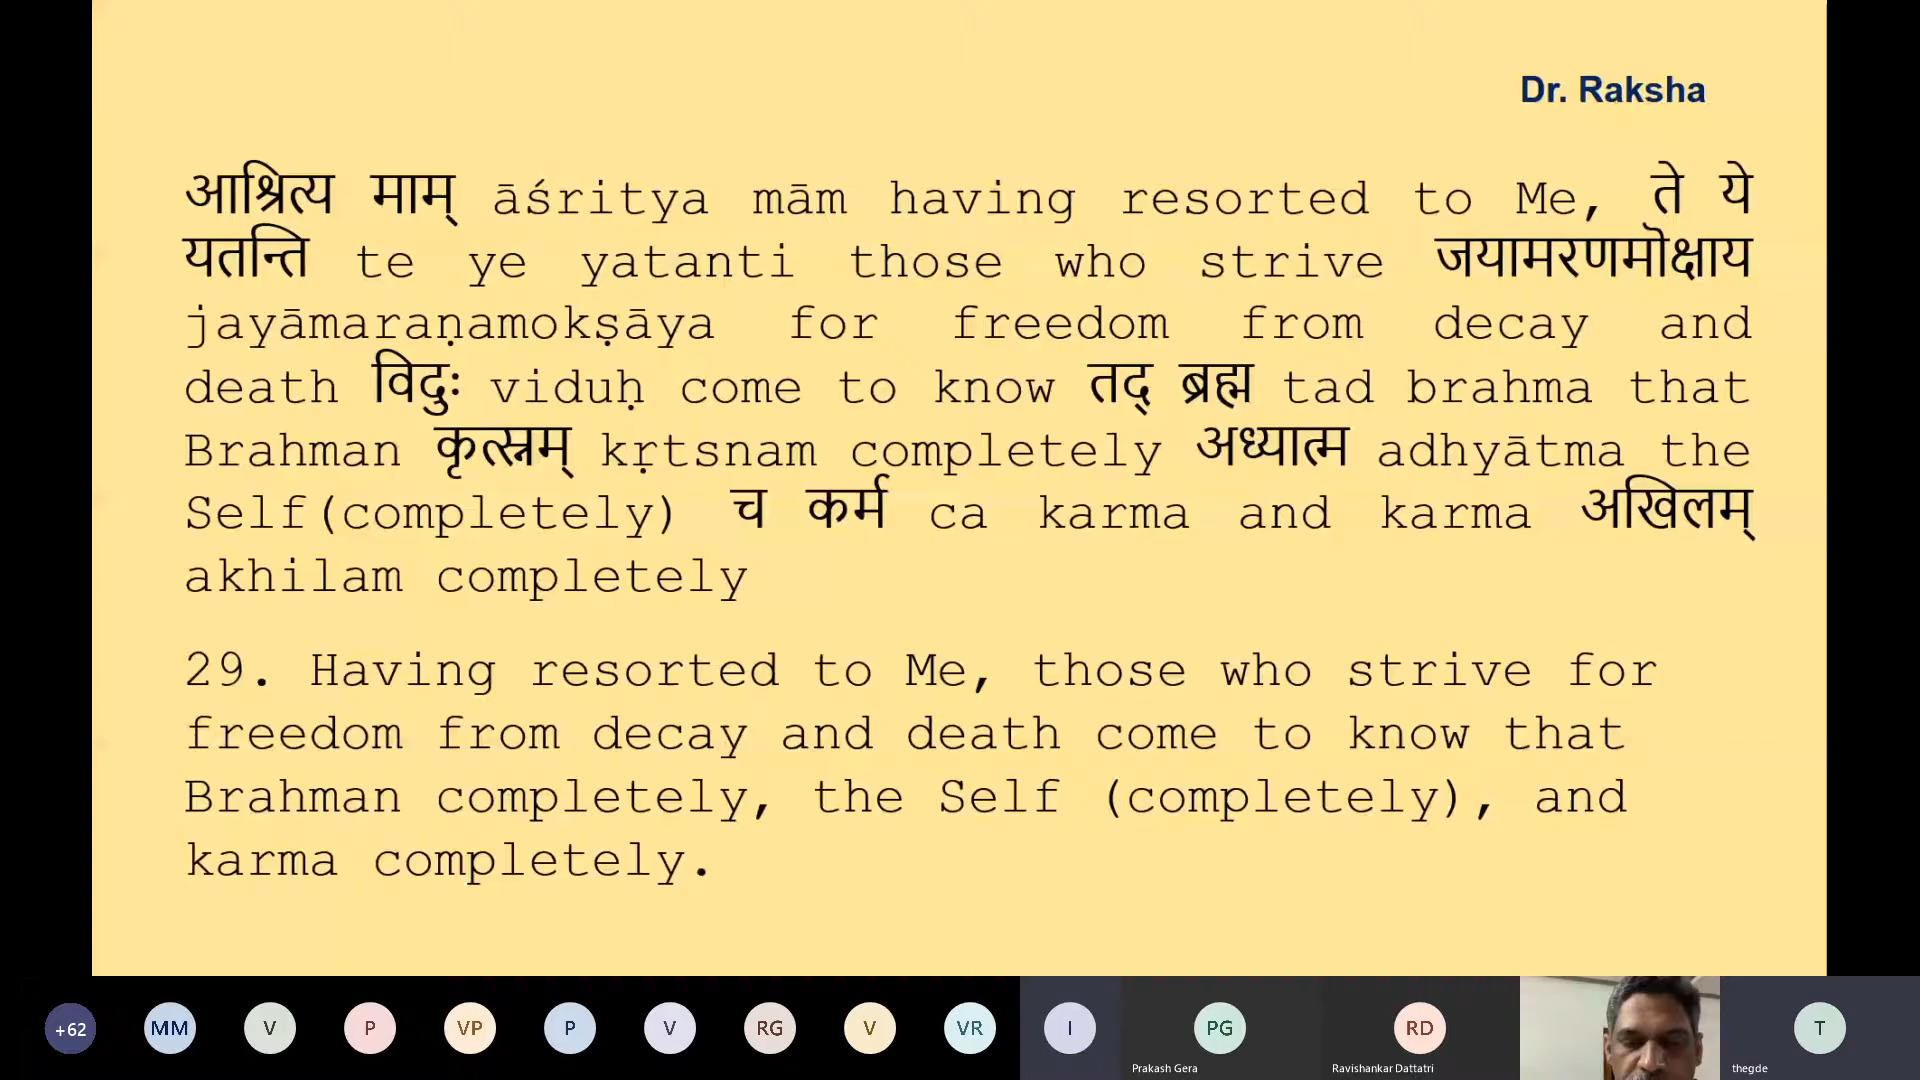 Dr. Raksha
आश्रित्य माम् āśritya mām having resorted to Me, ते ये
यतन्ति te ye yatanti those who strive जयामरणमॊक्षाय
jayāmaraṇamokṣāya for freedom from decay and
death विदुः viduḥ come to know तद् ब्रह्म tad brahma that
Brahman कृत्स्नम् kṛtsnam completely अध्यात्म adhyātma the
Self(completely) च कर्म ca karma and karma अखिलम्
akhilam completely
29. Having resorted to Me, those who strive for
freedom from decay and death come to know that
Brahman completely, the Self (completely), and
karma completely.
+62 MM V P VP P V RG V VR I PG RD T
Prakash Gera Ravishankar Dattatri thegde